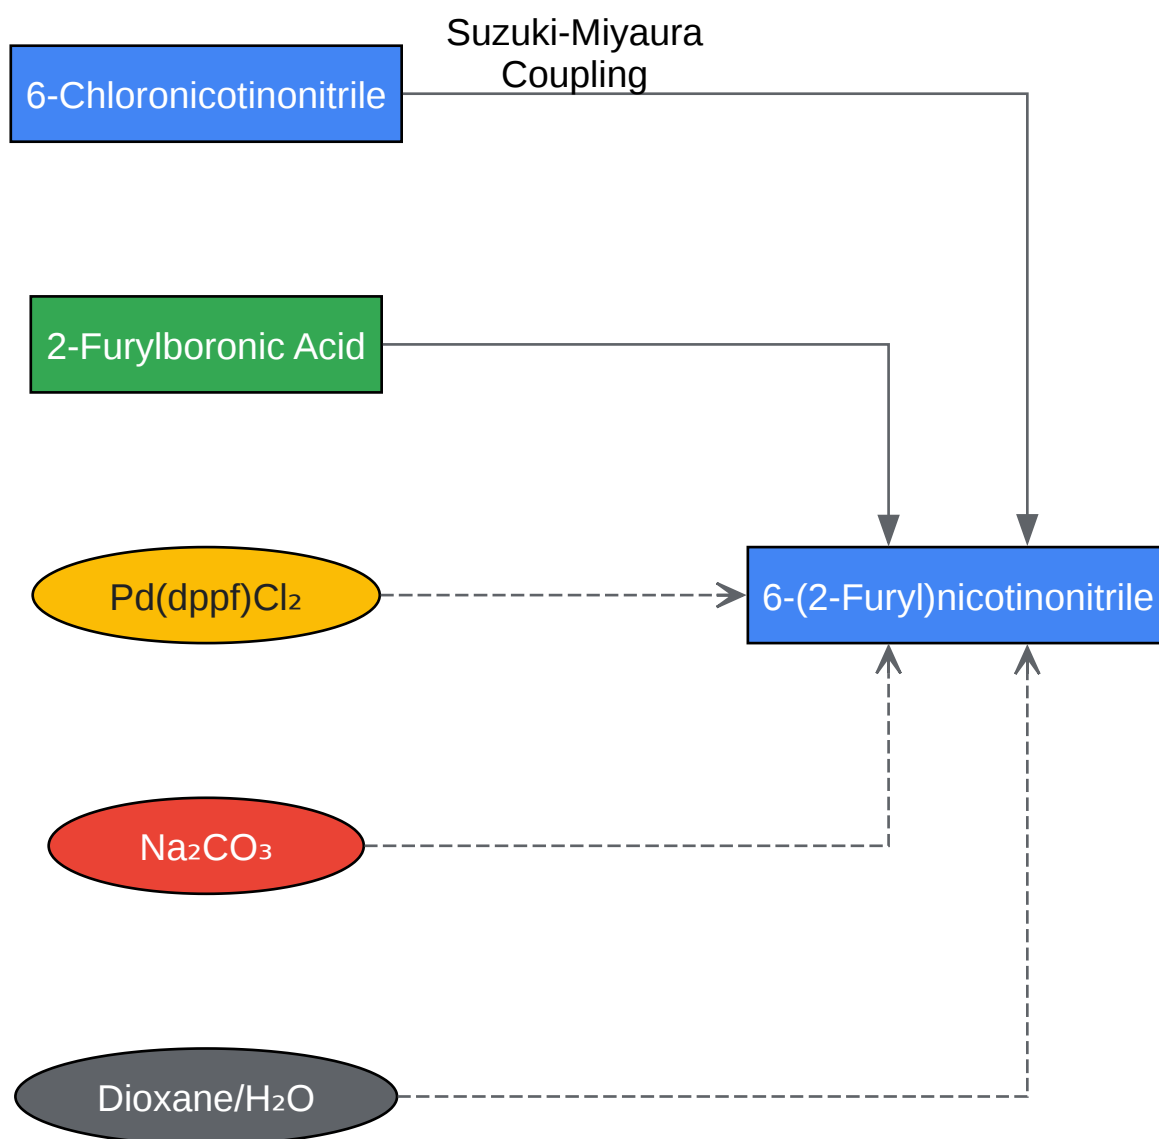 Suzuki-Miyaura
Coupling
6-Chloronicotinonitrile
2-Furylboronic Acid
Pd(dppf)Cl₂
6-(2-Furyl)nicotinonitrile
Na₂CO₃
Dioxane/H₂O